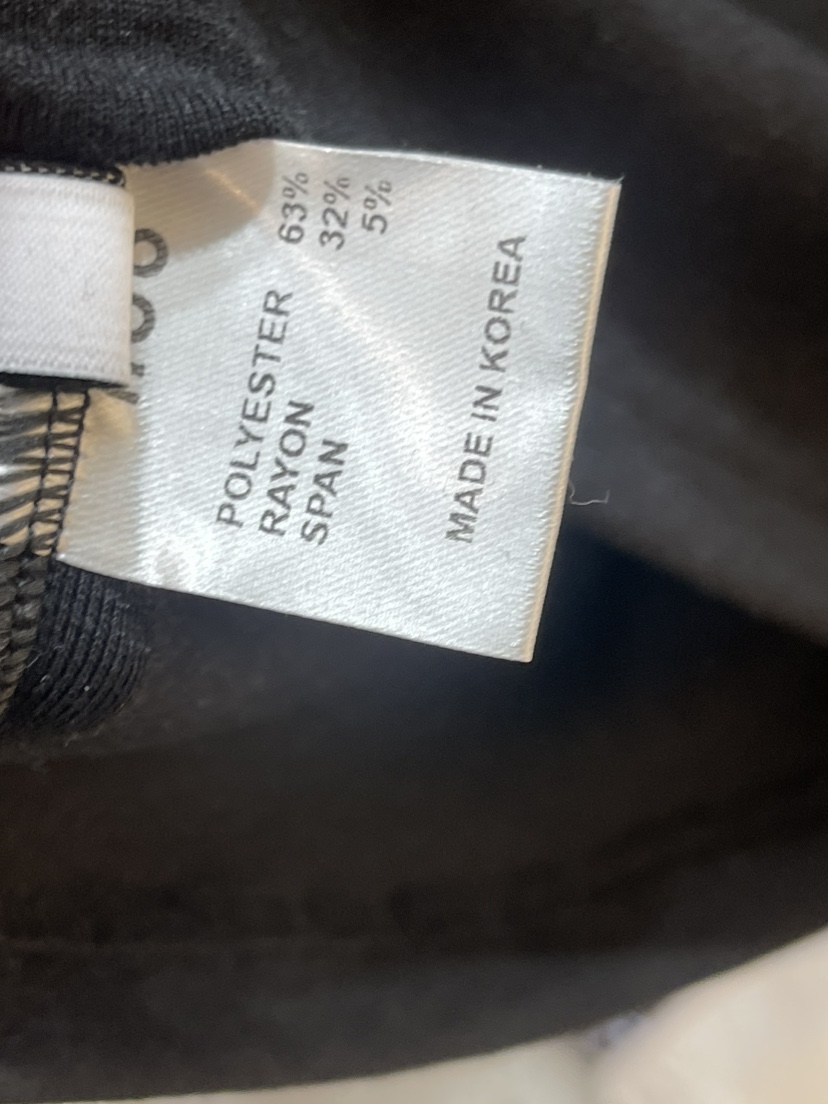 POLYESTER 63%
RAYON 32%
SPAN 5%
MADE IN KOREA